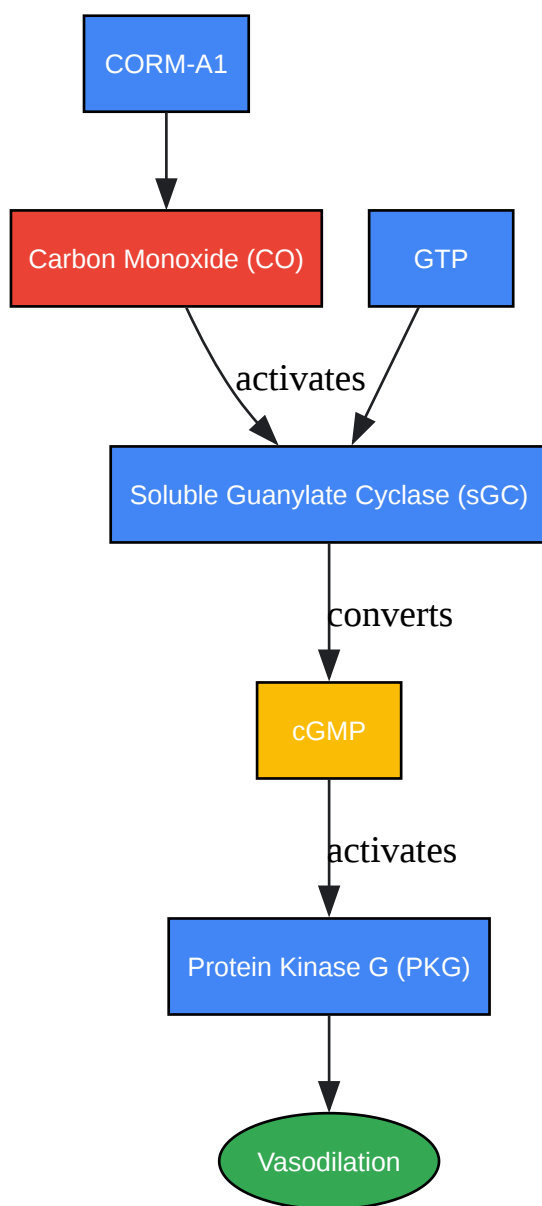 CORM-A1
Carbon Monoxide (CO)
GTP
activates
Soluble Guanylate Cyclase (sGC)
converts
cGMP
activates
Protein Kinase G (PKG)
Vasodilation